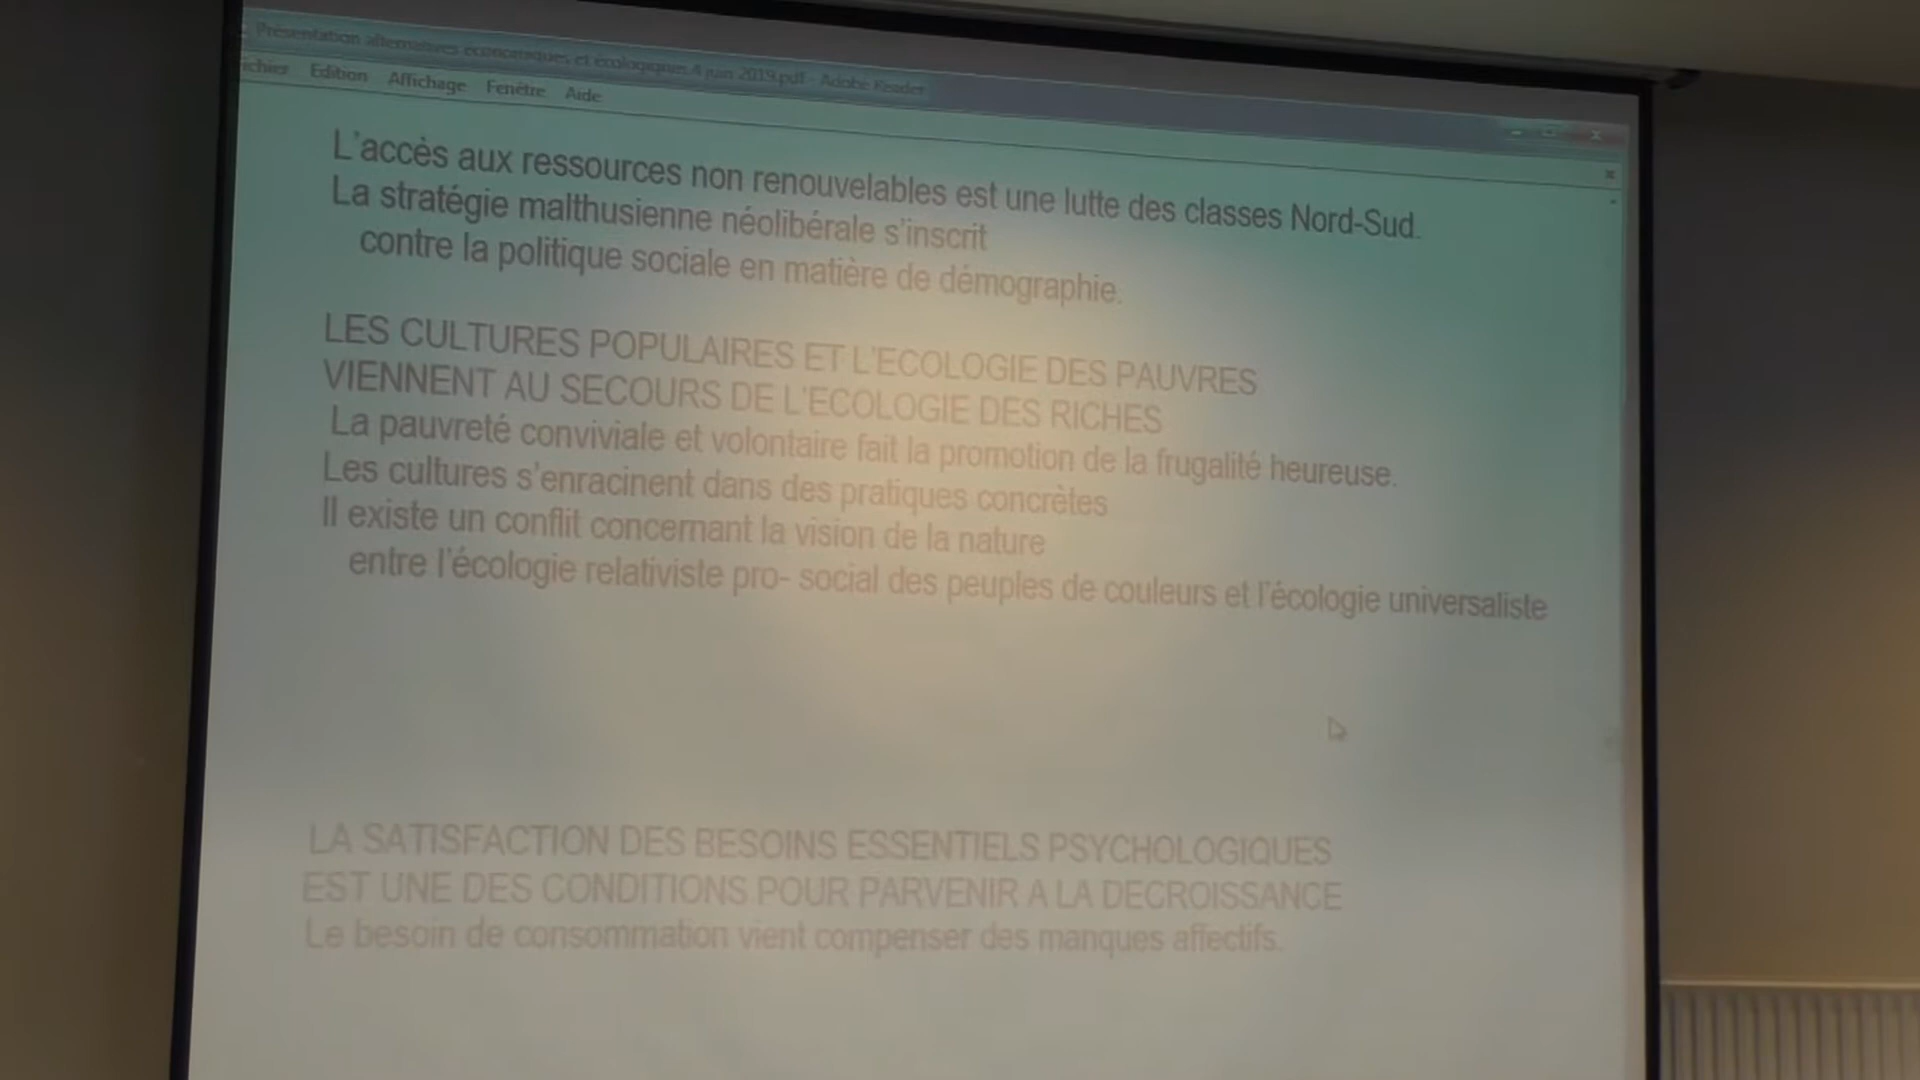 Présentation alternatives économiques et écologiques 4 juin 2019.pdf - Adobe Reader
ichier Edition Affichage Fenêtre Aide
L'accès aux ressources non renouvelables est une lutte des classes Nord-Sud.
La stratégie malthusienne néolibérale s'inscrit
contre la politique sociale en matière de démographie.
LES CULTURES POPULAIRES ET L'ECOLOGIE DES PAUVRES
VIENNENT AU SECOURS DE L'ECOLOGIE DES RICHES
La pauvreté conviviale et volontaire fait la promotion de la frugalité heureuse.
Les cultures s'enracinent dans des pratiques concrètes
Il existe un conflit concernant la vision de la nature
entre l'écologie relativiste pro- social des peuples de couleurs et l'écologie universaliste
LA SATISFACTION DES BESOINS ESSENTIELS PSYCHOLOGIQUES
EST UNE DES CONDITIONS POUR PARVENIR A LA DECROISSANCE
Le besoin de consommation vient compenser des manques affectifs.